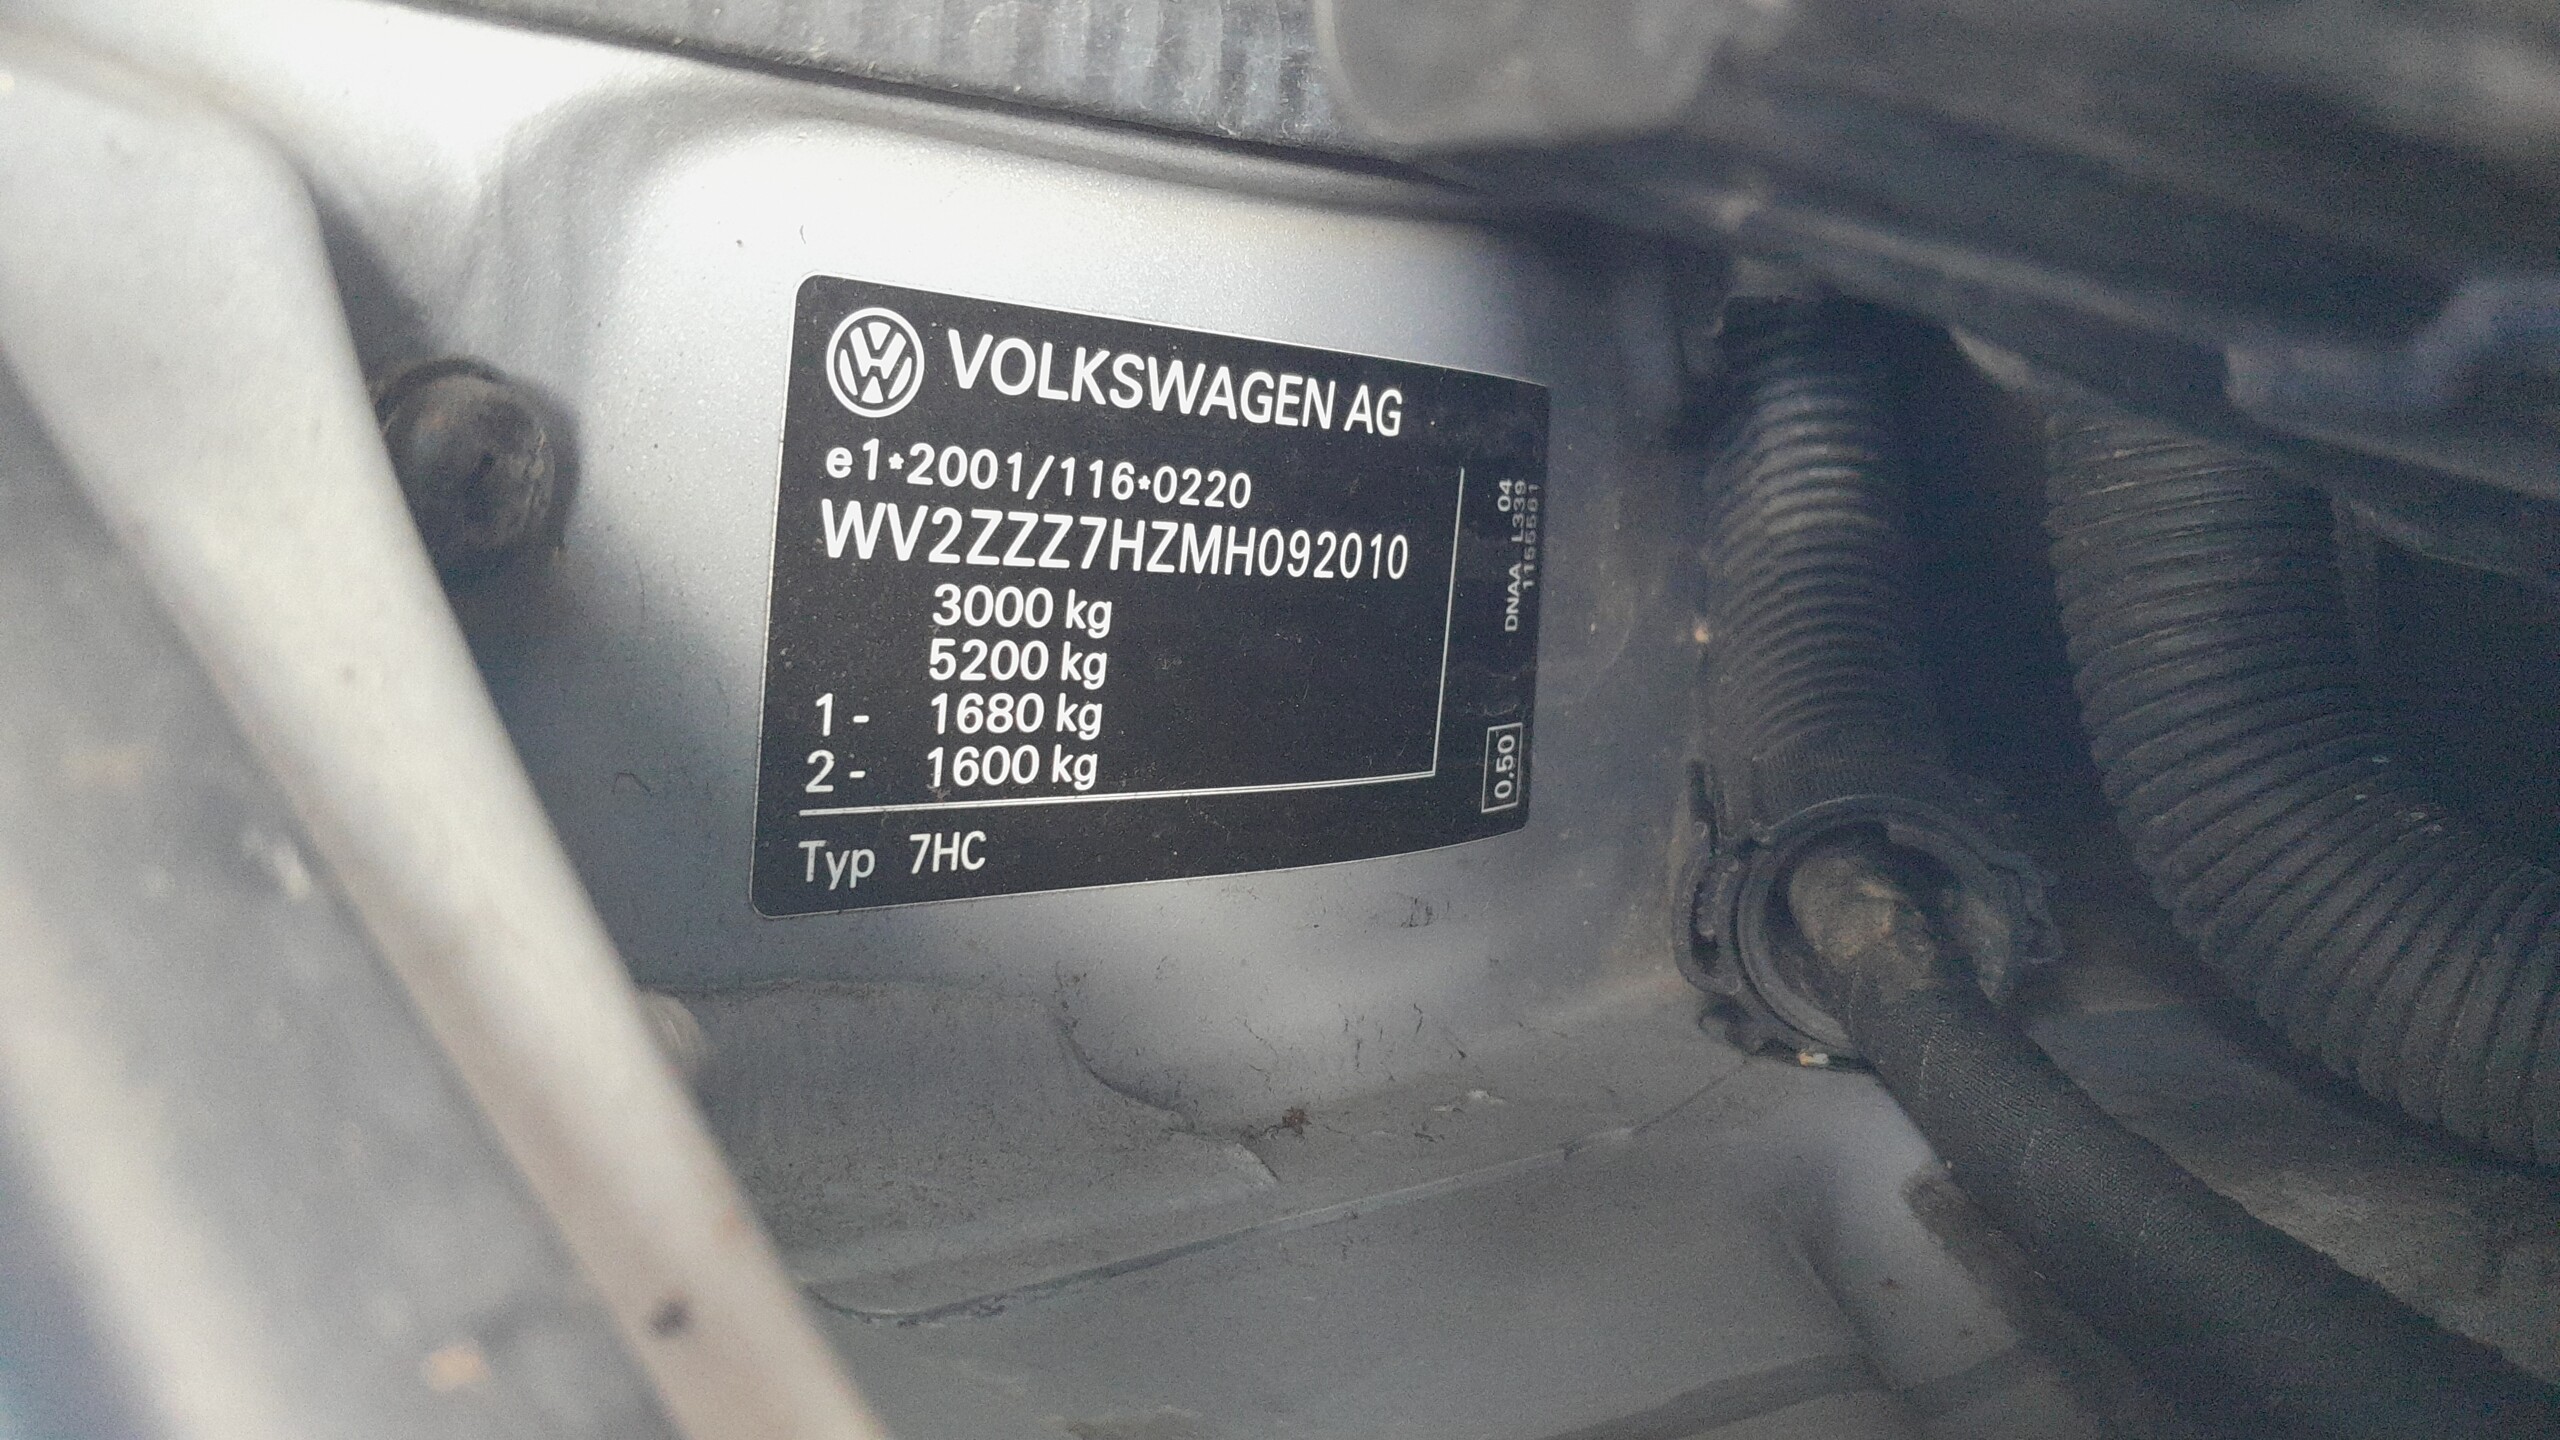 VOLKSWAGEN AG
e1*2001/116*0220
WV2ZZZ7HZMH092010
3000 kg
5200 kg
1 - 1680 kg
2 - 1600 kg
Typ 7HC
DNAA L339 04
1155561
0.50